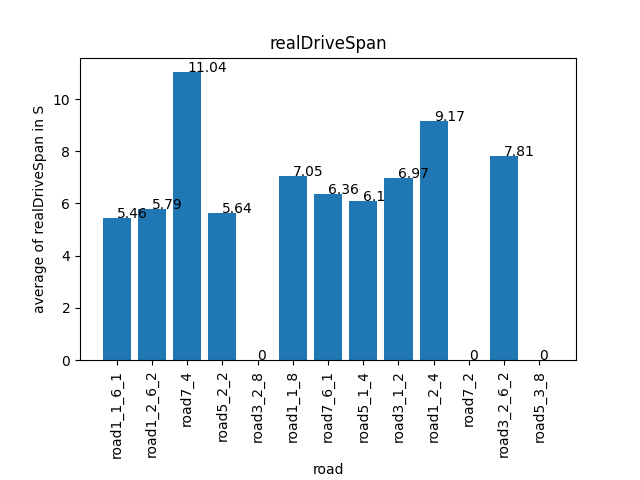 realDriveSpan
average of realDriveSpan in S
10
8
6
4
2
0
5.46
5.79
11.04
5.64
0
7.05
6.36
6.1
6.97
9.17
0
7.81
0
road1_1_6_1
road1_2_6_2
road7_4
road5_2_2
road3_2_8
road1_1_8
road7_6_1
road5_1_4
road3_1_2
road1_2_4
road7_2
road3_2_6_2
road5_3_8
road